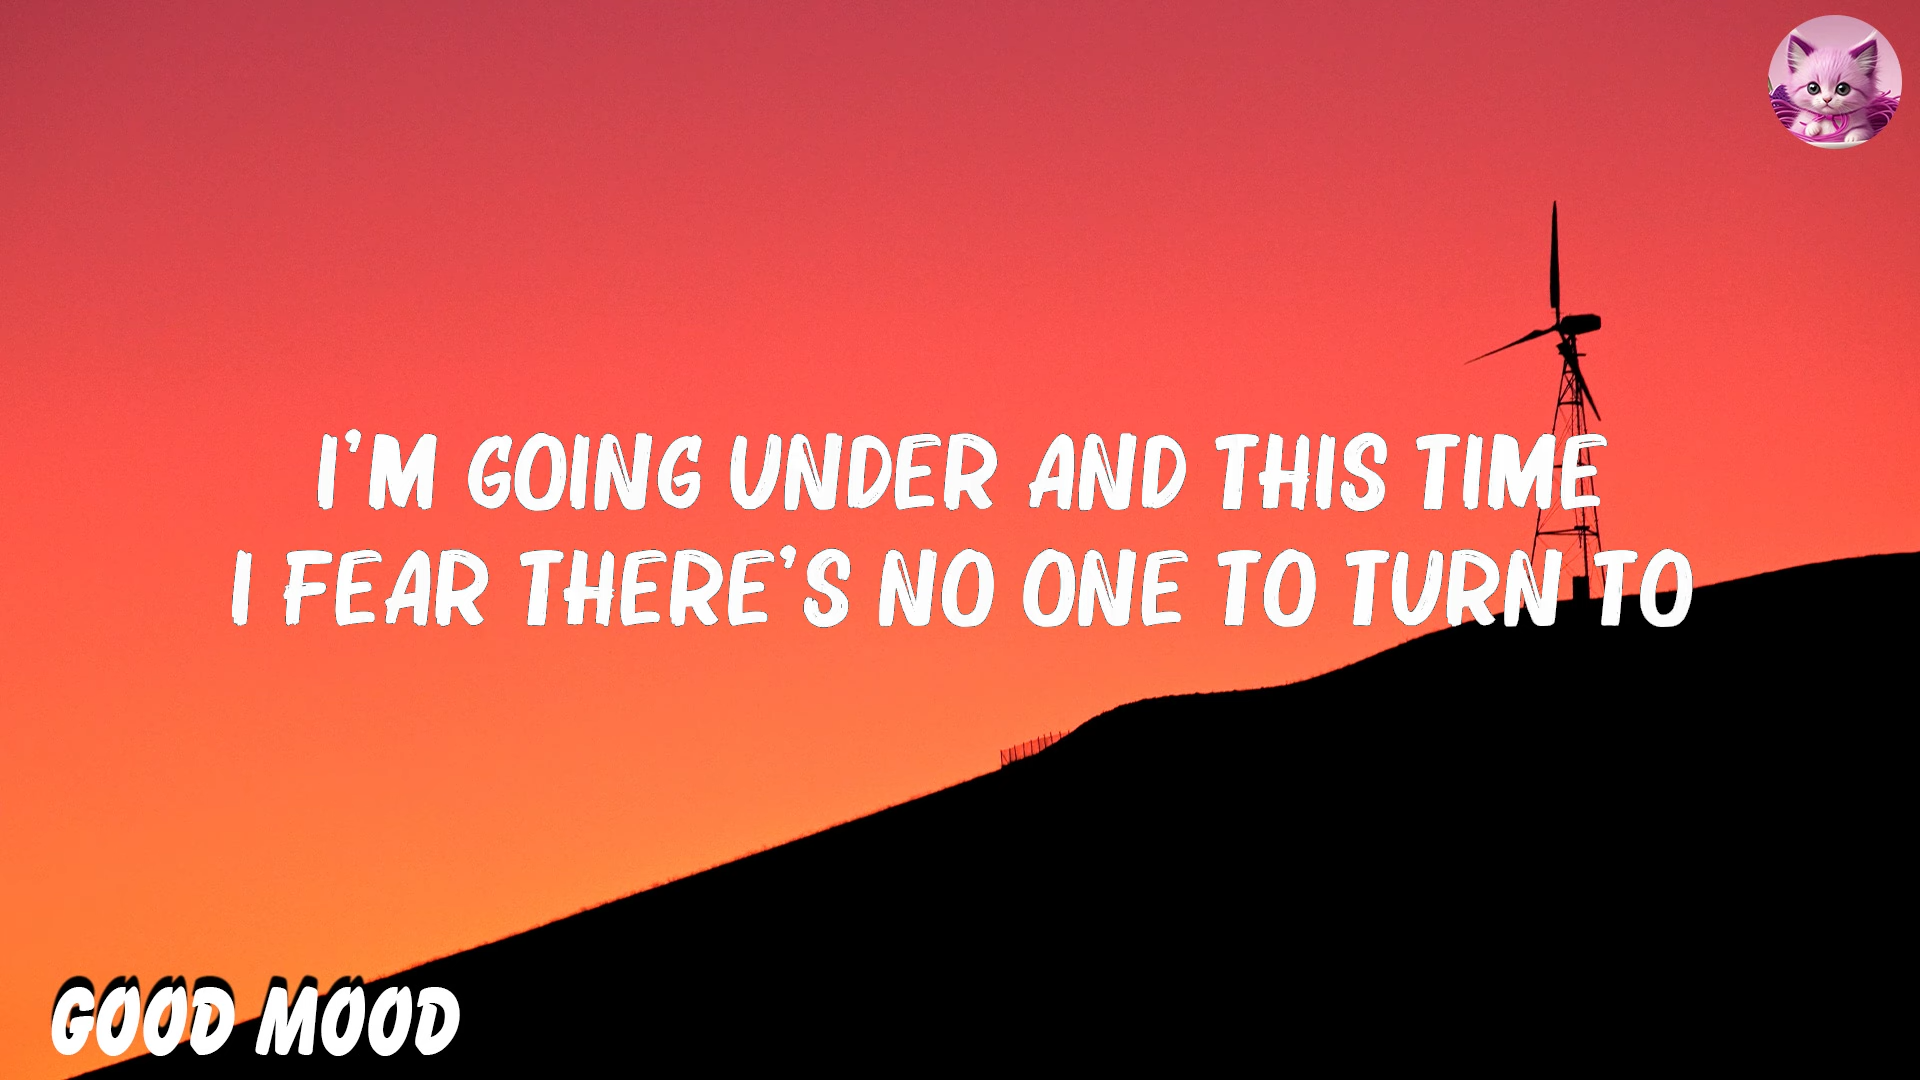 I'M GOING UNDER AND THIS TIME
I FEAR THERE'S NO ONE TO TURN TO
GOOD MOOD